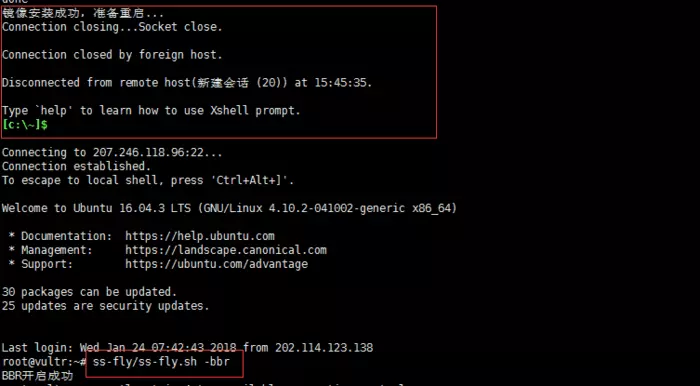 done
镜像安装成功，准备重启...
Connection closing...Socket close.
Connection closed by foreign host.
Disconnected from remote host(新建会话 (20)) at 15:45:35.
Type `help' to learn how to use Xshell prompt.
[c:\~]$
Connecting to 207.246.118.96:22...
Connection established.
To escape to local shell, press 'Ctrl+Alt+]'.
Welcome to Ubuntu 16.04.3 LTS (GNU/Linux 4.10.2-041002-generic x86_64)
* Documentation:  https://help.ubuntu.com
* Management:     https://landscape.canonical.com
* Support:        https://ubuntu.com/advantage
30 packages can be updated.
25 updates are security updates.
Last login: Wed Jan 24 07:42:43 2018 from 202.114.123.138
root@vultr:~# ss-fly/ss-fly.sh -bbr
BBR开启成功